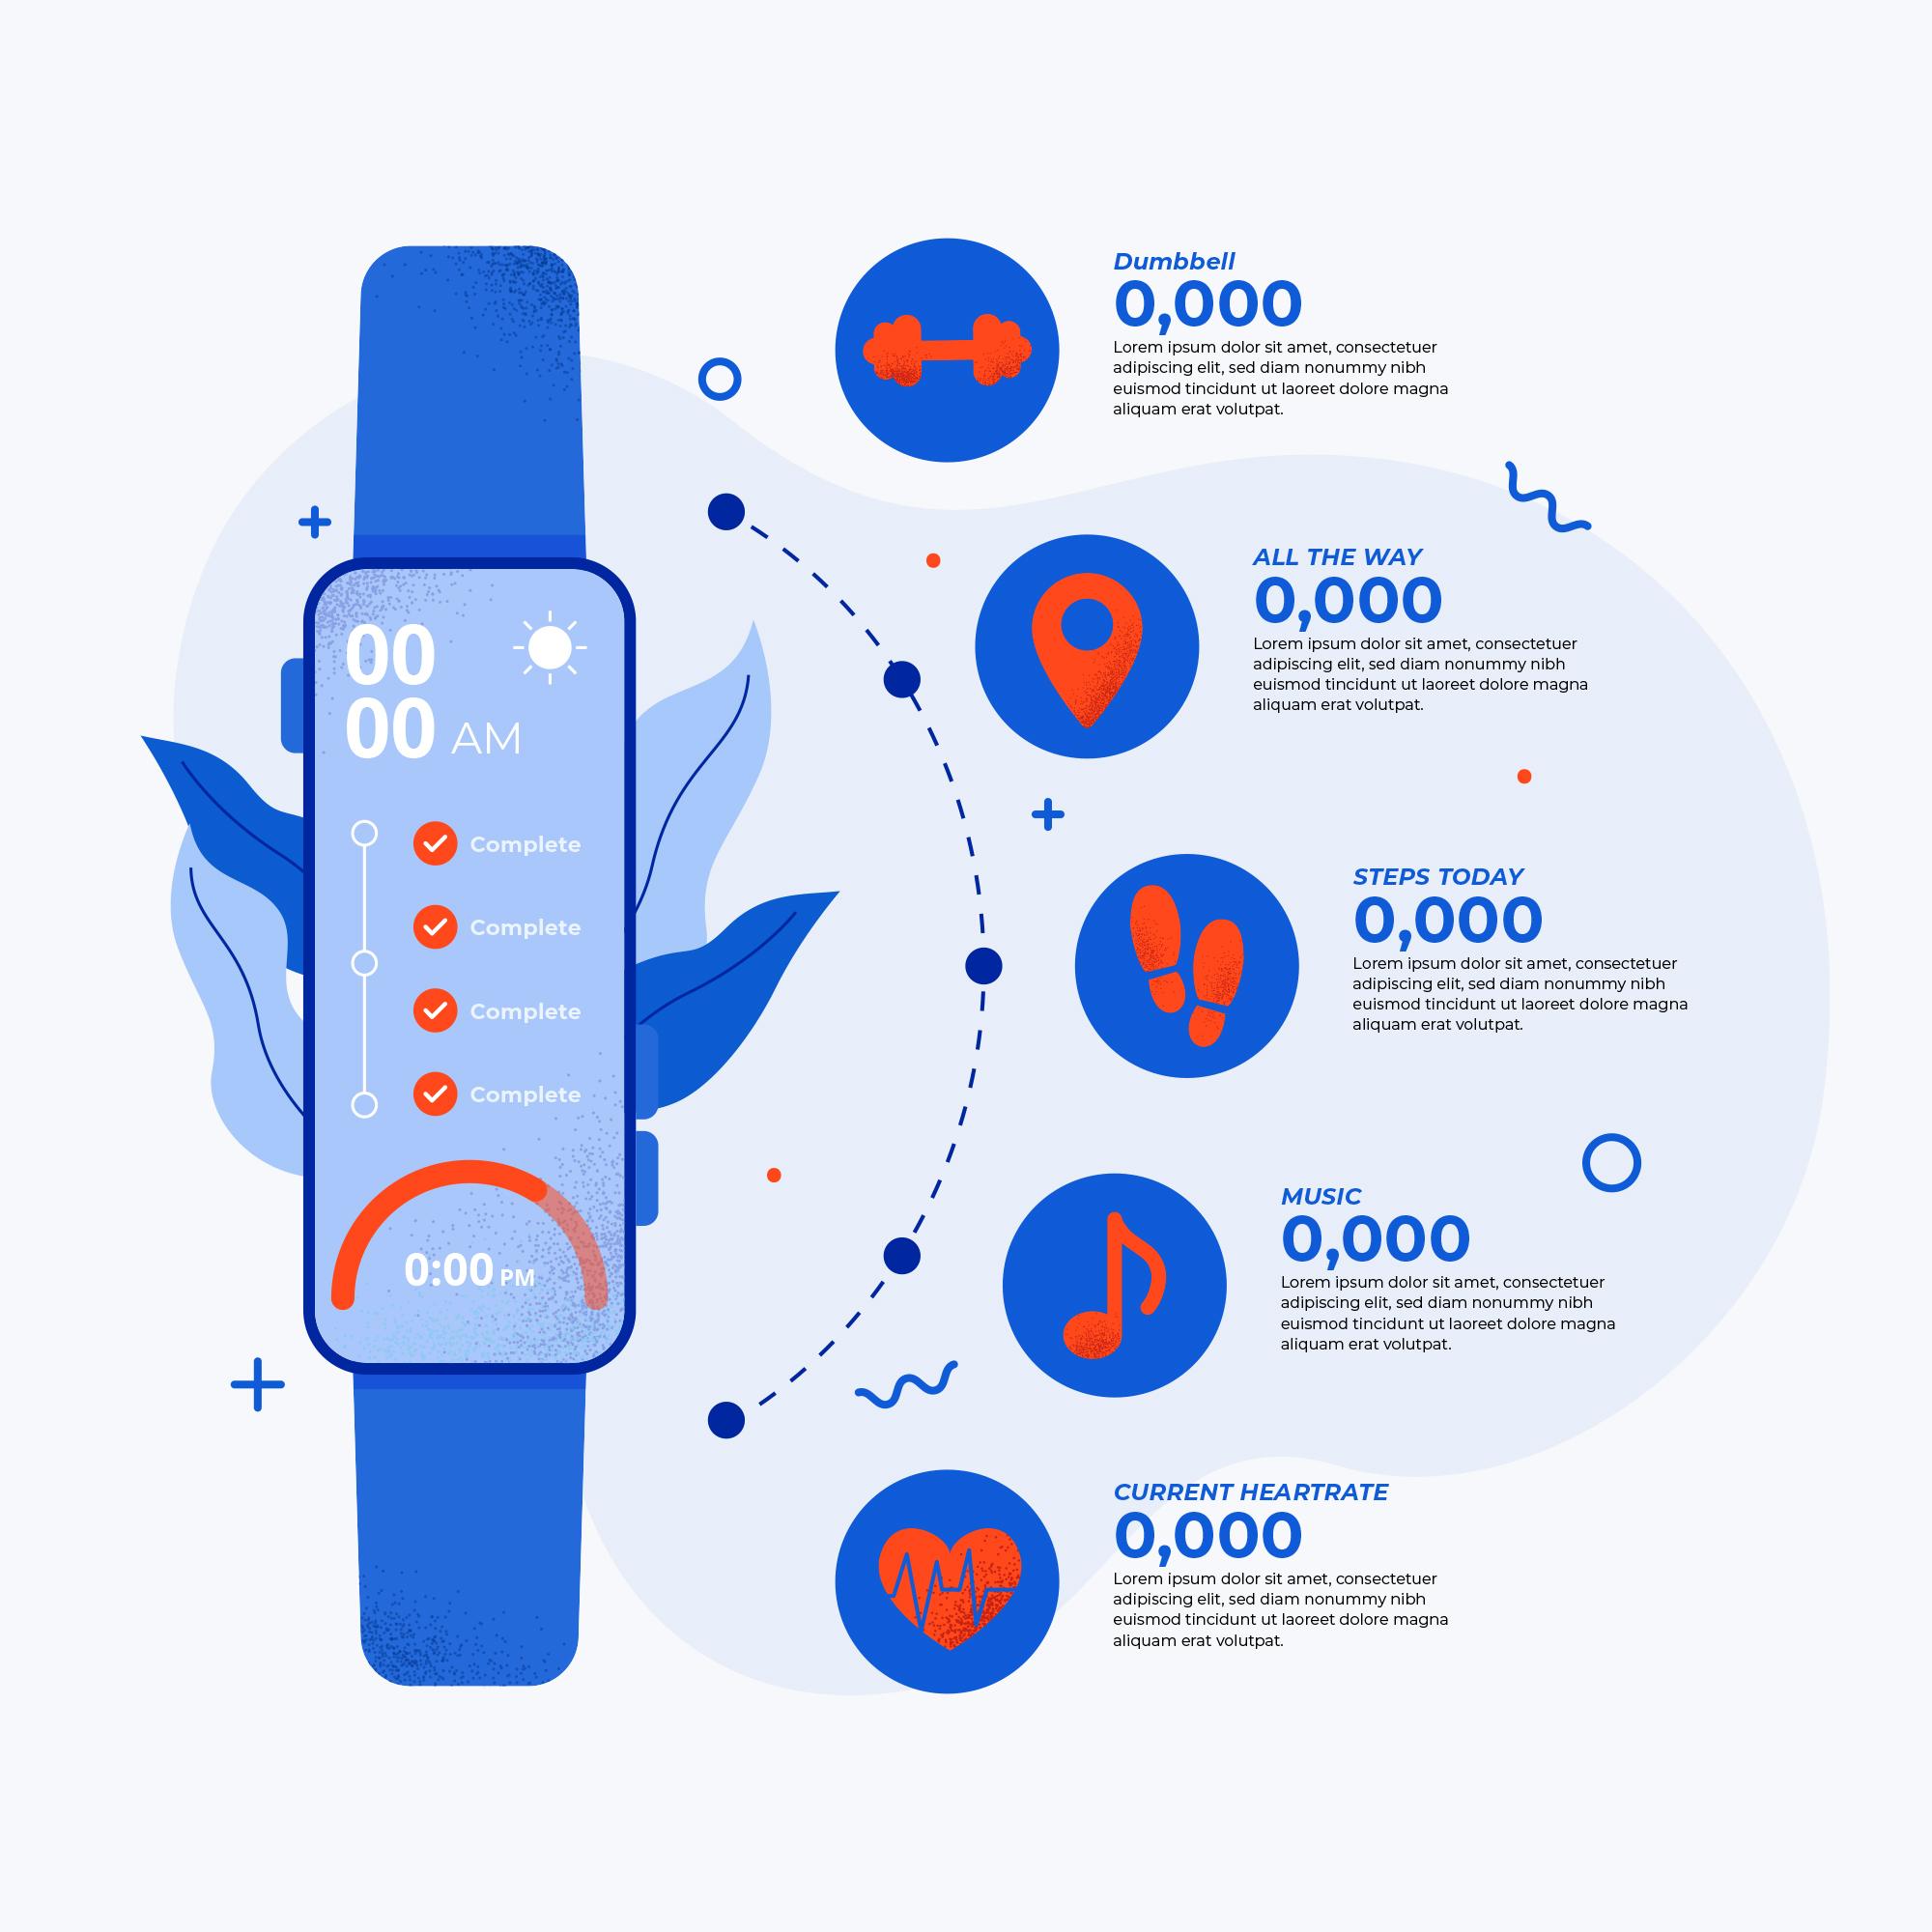 00
00 AM
Complete
Complete
Complete
Complete
0:00 PM
Dumbbell
0,000
Lorem ipsum dolor sit amet, consectetuer
adipiscing elit, sed diam nonummy nibh
euismod tincidunt ut laoreet dolore magna
aliquam erat volutpat.
ALL THE WAY
0,000
Lorem ipsum dolor sit amet, consectetuer
adipiscing elit, sed diam nonummy nibh
euismod tincidunt ut laoreet dolore magna
aliquam erat volutpat.
STEPS TODAY
0,000
Lorem ipsum dolor sit amet, consectetuer
adipiscing elit, sed diam nonummy nibh
euismod tincidunt ut laoreet dolore magna
aliquam erat volutpat.
MUSIC
0,000
Lorem ipsum dolor sit amet, consectetuer
adipiscing elit, sed diam nonummy nibh
euismod tincidunt ut laoreet dolore magna
aliquam erat volutpat.
CURRENT HEARTRATE
0,000
Lorem ipsum dolor sit amet, consectetuer
adipiscing elit, sed diam nonummy nibh
euismod tincidunt ut laoreet dolore magna
aliquam erat volutpat.